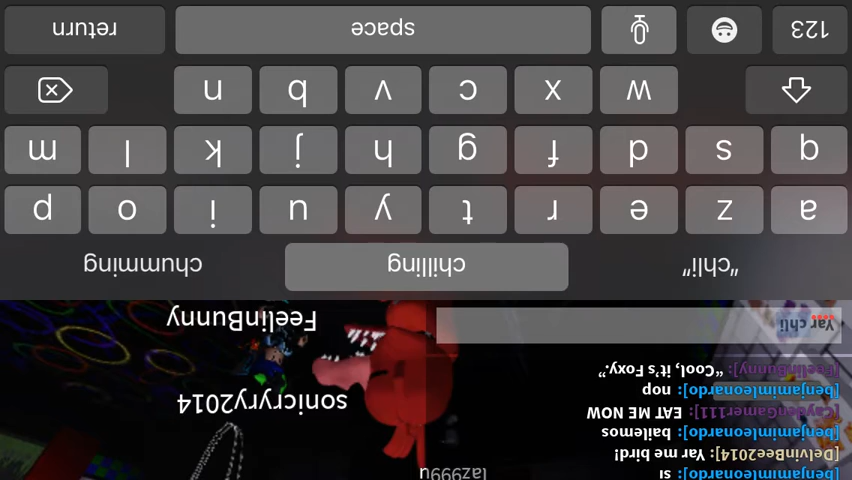 [benjamimleonardo]: si
laz999u
[DelvinBee2014]: Yar me bird!
[benjamimleonardo]: bailemos
[CaydenGamer111]: EAT ME NOW
[benjamimleonardo]: nop
[FeelinBunny]: “Cool, it's Foxy.”
sonicryry2014
Yar chli
FeelinBunny
“chli” chilling chumming
a z e r t y u i o p
q s d f g h j k l m
w x c v b n
123 space return